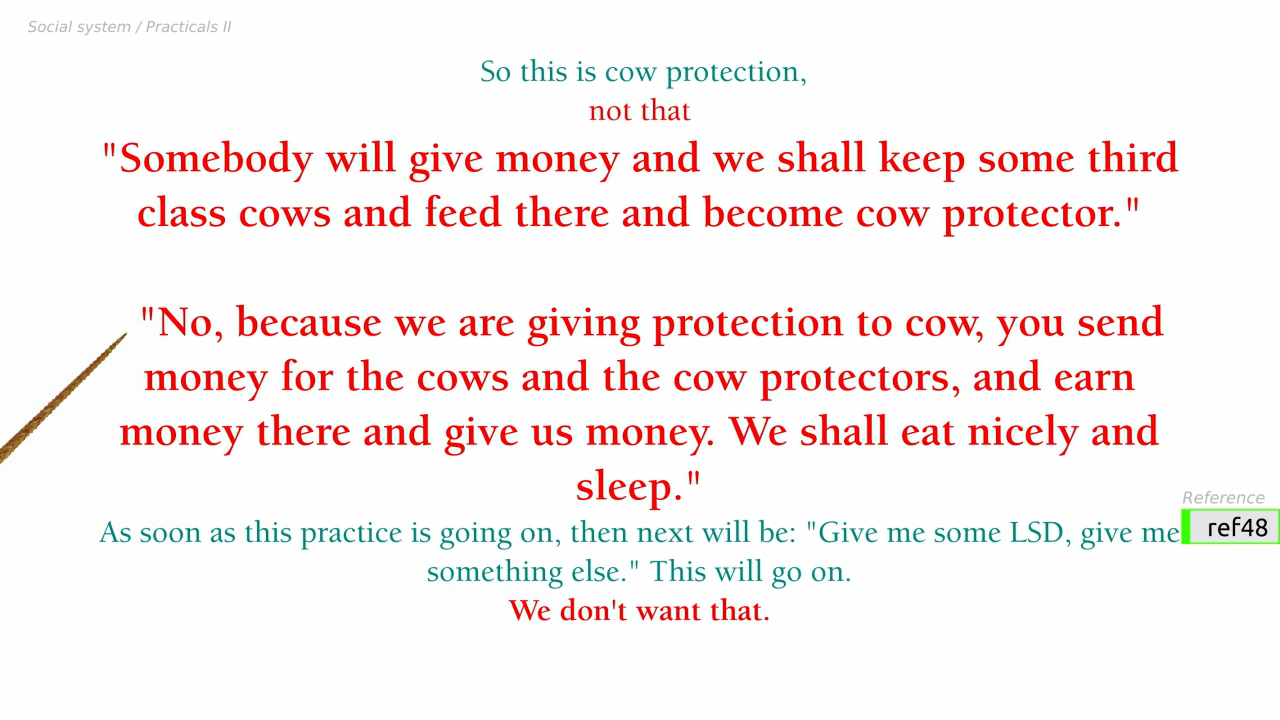 Social system / Practicals II
So this is cow protection,
not that
"Somebody will give money and we shall keep some third
class cows and feed there and become cow protector."
"No, because we are giving protection to cow, you send
money for the cows and the cow protectors, and earn
money there and give us money. We shall eat nicely and
sleep."
As soon as this practice is going on, then next will be: "Give me some LSD, give me
something else." This will go on.
We don't want that.
Reference
ref48